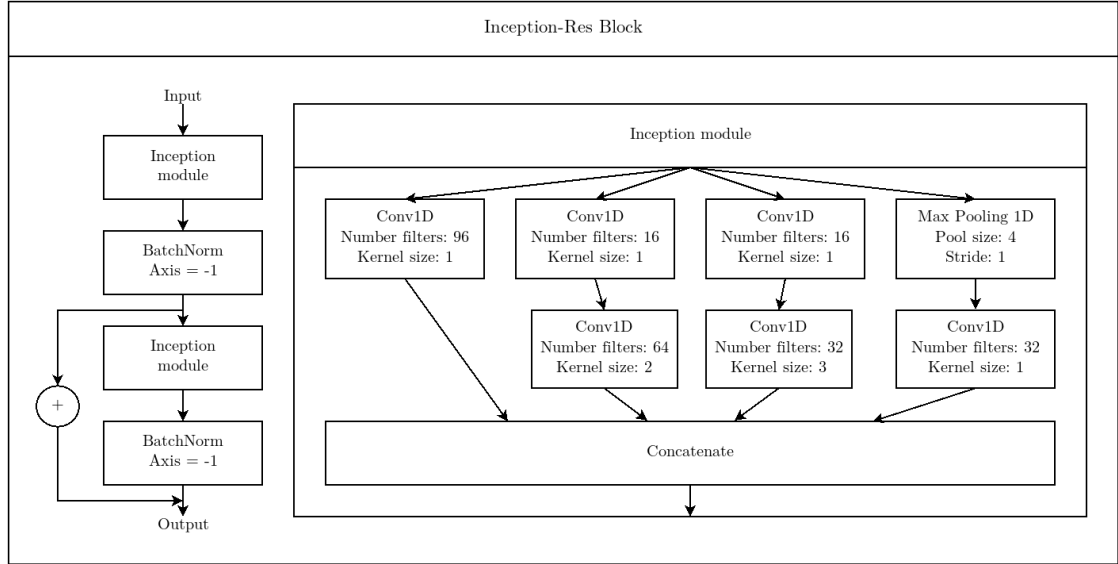 Inception-Res Block
Input
Inception
module
BatchNorm
Axis = -1
Inception
module
+
BatchNorm
Axis = -1
Output
Inception module
Conv1D
Number filters: 96
Kernel size: 1
Conv1D
Number filters: 16
Kernel size: 1
Conv1D
Number filters: 16
Kernel size: 1
Max Pooling 1D
Pool size: 4
Stride: 1
Conv1D
Number filters: 64
Kernel size: 2
Conv1D
Number filters: 32
Kernel size: 3
Conv1D
Number filters: 32
Kernel size: 1
Concatenate